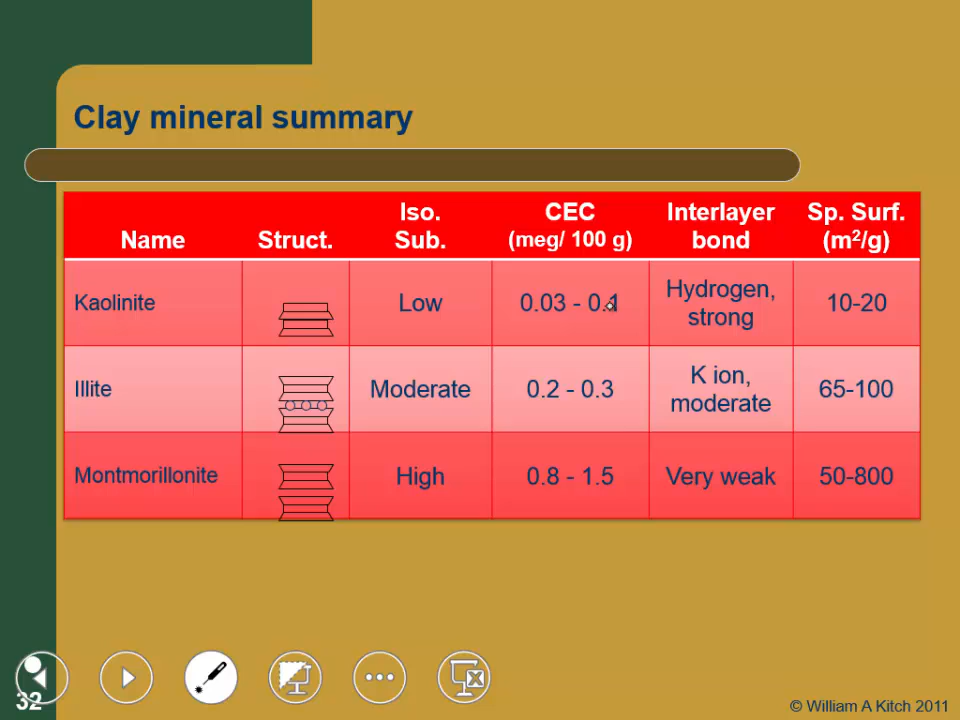 Clay mineral summary
Name Struct. Iso. Sub. CEC (meg/ 100 g) Interlayer bond Sp. Surf. (m²/g)
Kaolinite Low 0.03 - 0.1 Hydrogen, strong 10-20
Illite Moderate 0.2 - 0.3 K ion, moderate 65-100
Montmorillonite High 0.8 - 1.5 Very weak 50-800
32
© William A Kitch 2011